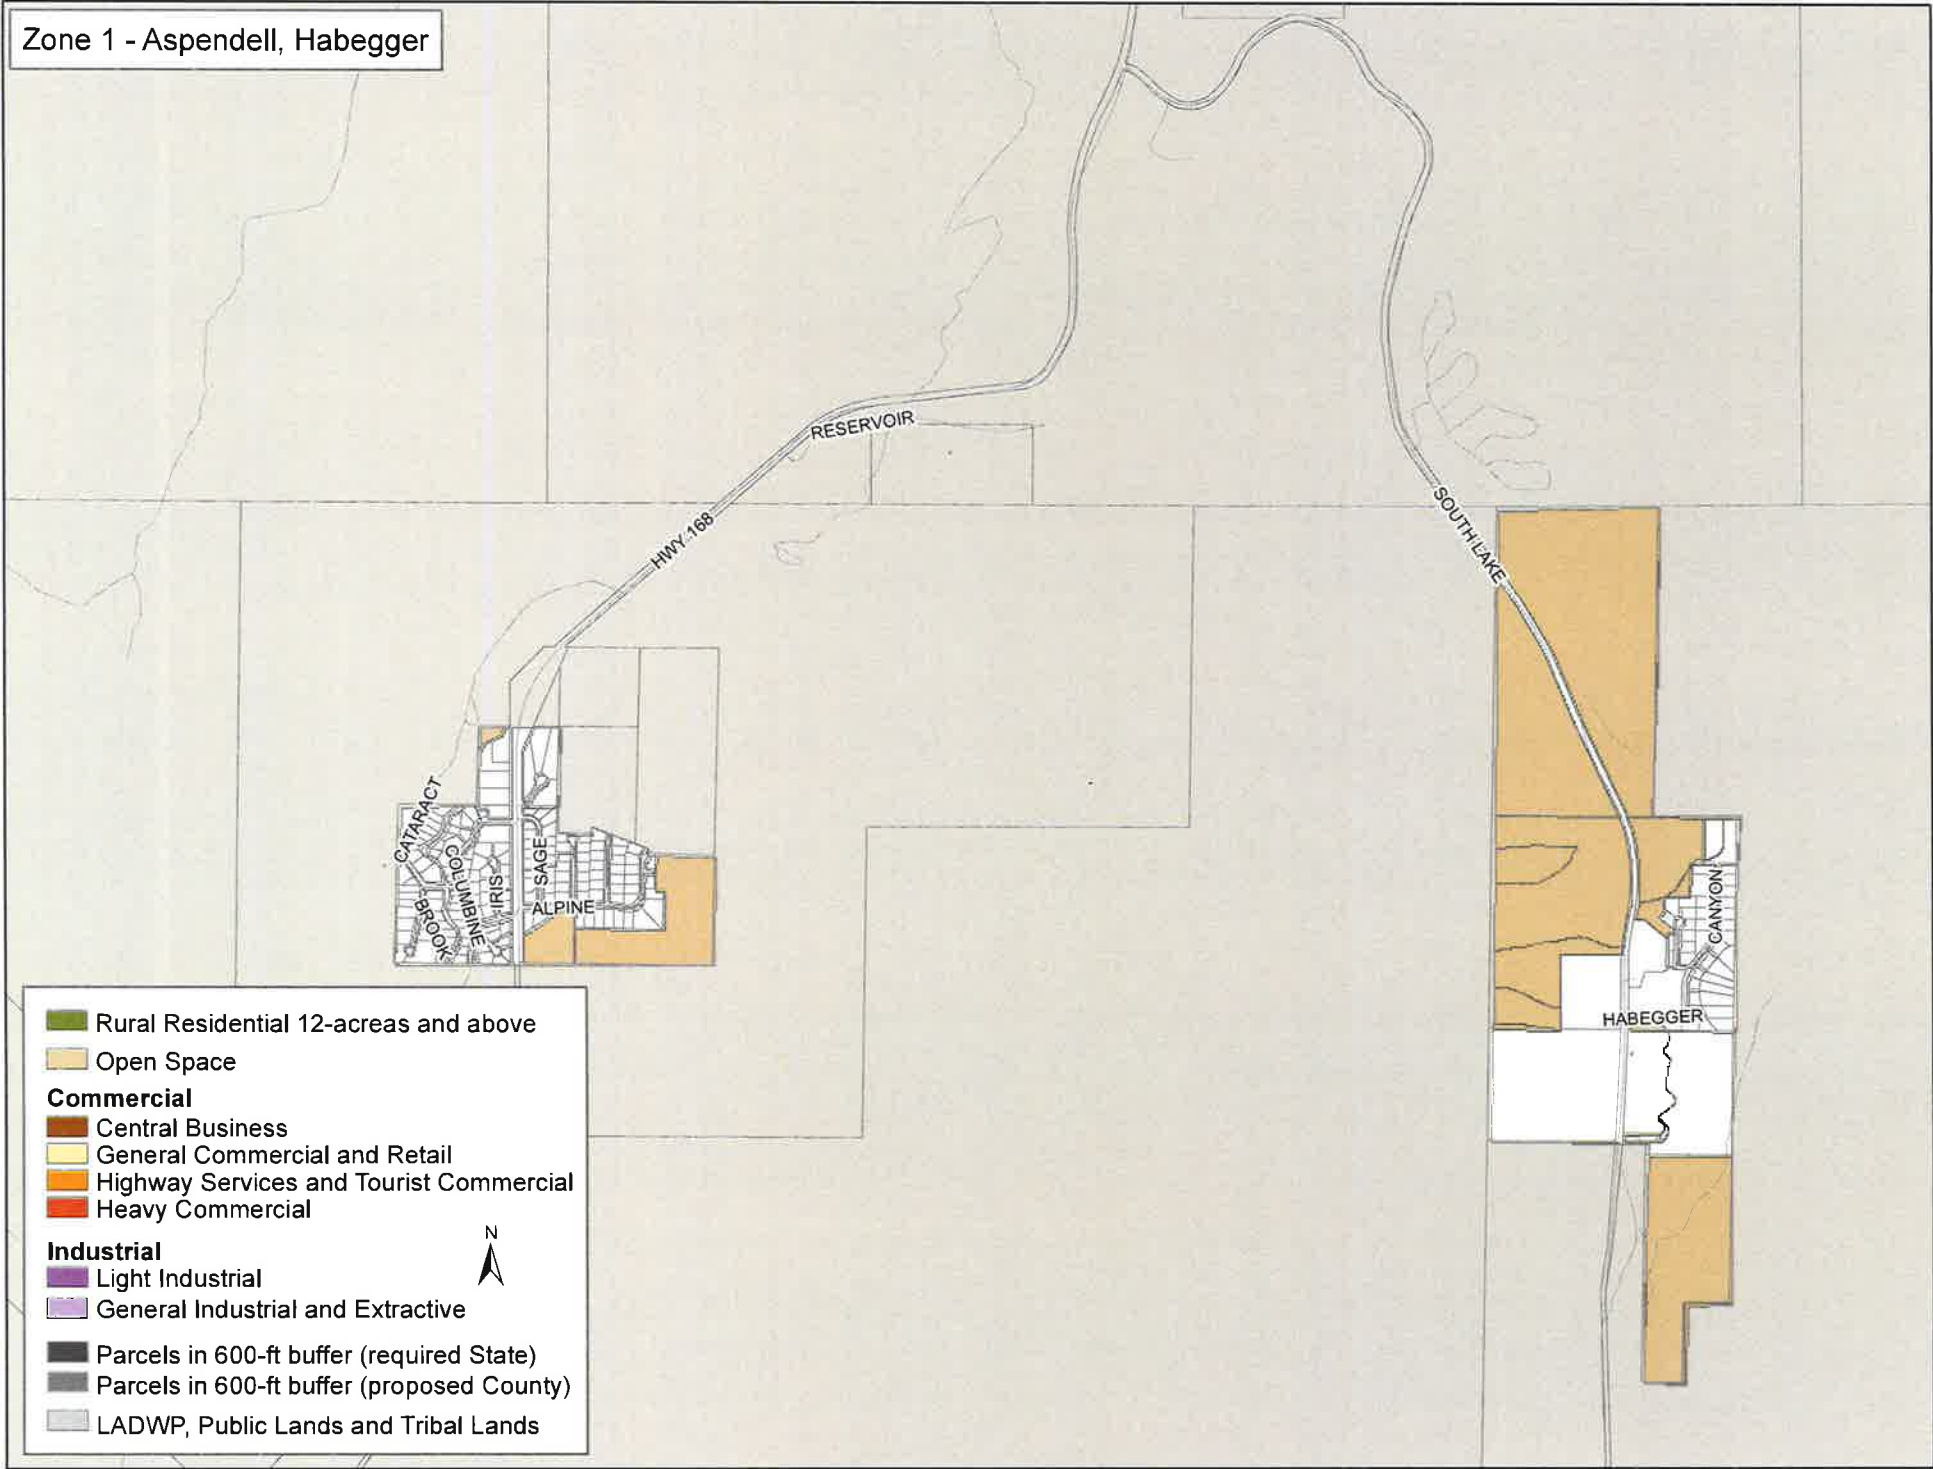 Zone 1 - Aspendell, Habegger
RESERVOIR
HWY 168
SOUTH LAKE
CATARACT
COLUMBINE
BROOK
IRIS
SAGE
ALPINE
CANYON
HABEGGER
Rural Residential 12-acreas and above
Open Space
Commercial
Central Business
General Commercial and Retail
Highway Services and Tourist Commercial
Heavy Commercial
Industrial
Light Industrial
General Industrial and Extractive
N
Parcels in 600-ft buffer (required State)
Parcels in 600-ft buffer (proposed County)
LADWP, Public Lands and Tribal Lands